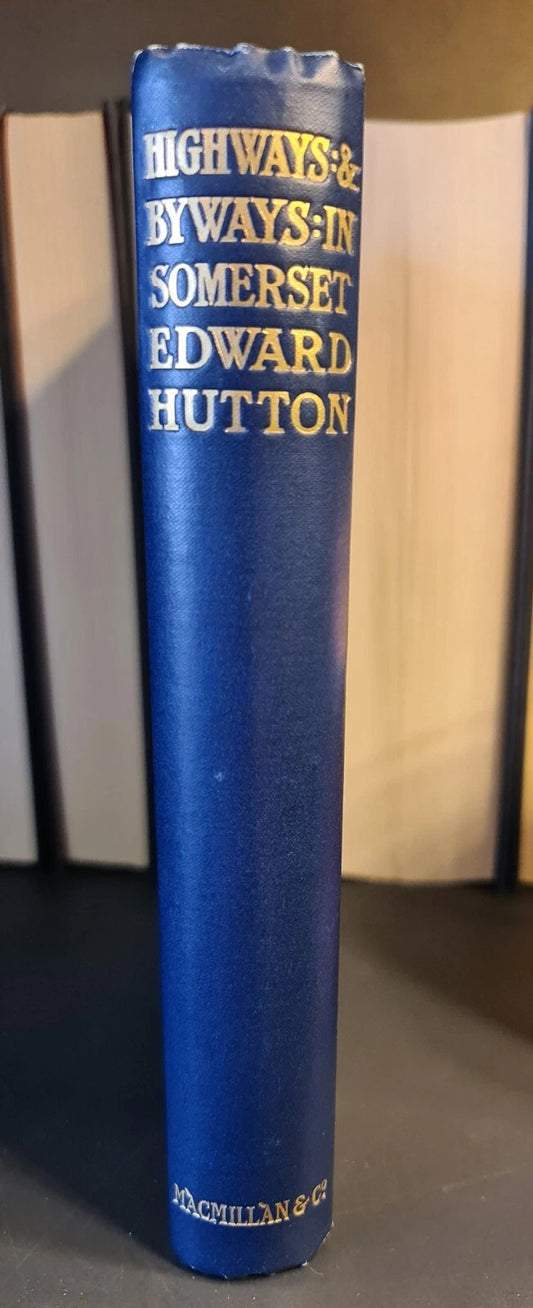 HIGHWAYS:&
BYWAYS:IN
SOMERSET
EDWARD
HUTTON
MACMILLAN & Cº